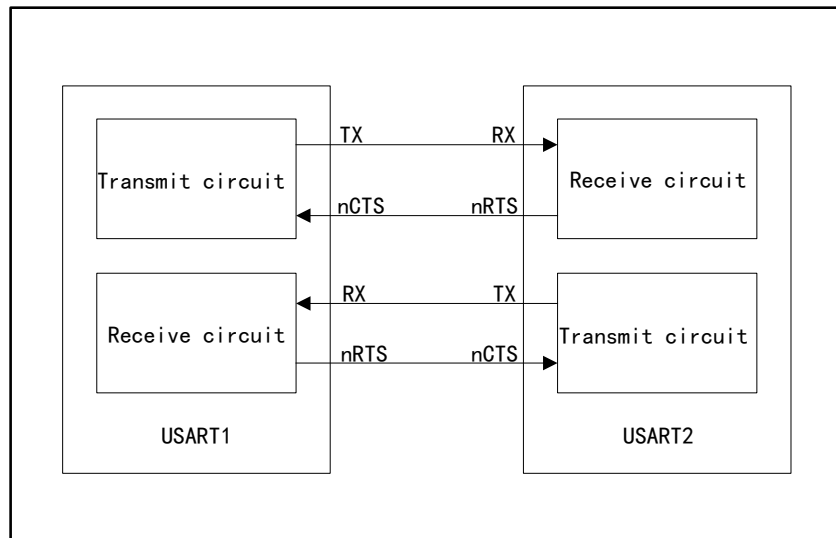 TX RX
Transmit circuit Receive circuit
nCTS nRTS
RX TX
Receive circuit Transmit circuit
nRTS nCTS
USART1 USART2